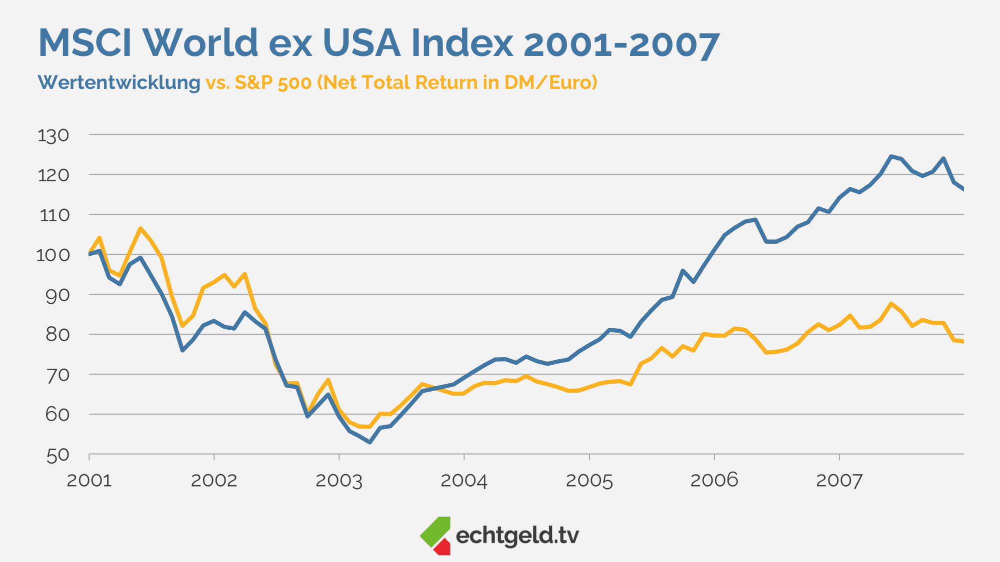 MSCI World ex USA Index 2001-2007
Wertentwicklung vs. S&P 500 (Net Total Return in DM/Euro)
130
120
110
100
90
80
70
60
50
2001 2002 2003 2004 2005 2006 2007
echtgeld.tv